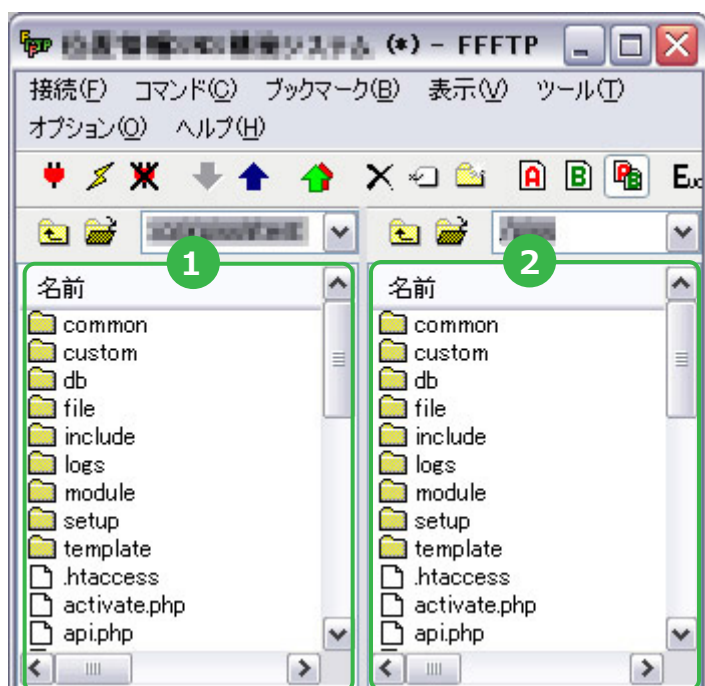 (*) - FFFTP
接続(F) コマンド(C) ブックマーク(B) 表示(V) ツール(T)
オプション(O) ヘルプ(H)
A B B Euc
1 2
名前 名前
common common
custom custom
db db
file file
include include
logs logs
module module
setup setup
template template
.htaccess .htaccess
activate.php activate.php
api.php api.php